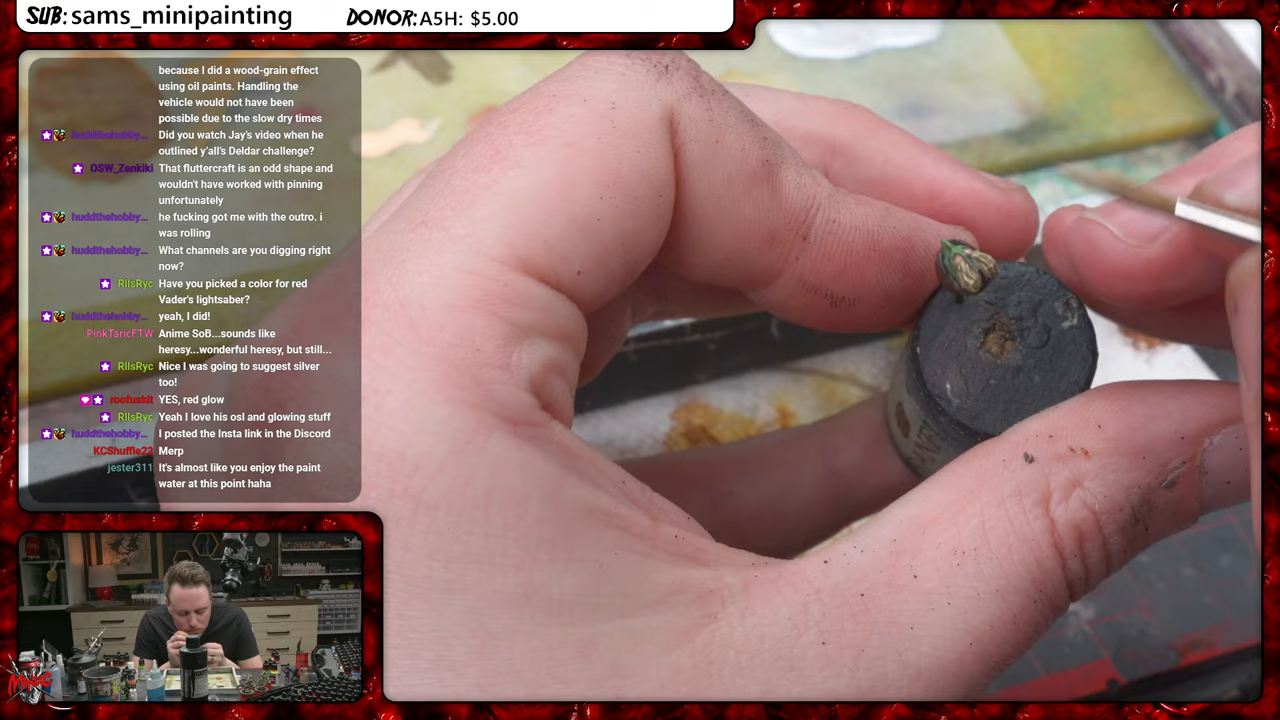 SUB: sams_minipainting
DONOR: A5H: $5.00
because I did a wood-grain effect
using oil paints. Handling the
vehicle would not have been
possible due to the slow dry times
huddthehobby... Did you watch Jay's video when he
outlined y'all's Deldar challenge?
OSW_Zenkiki That fluttercraft is an odd shape and
wouldn't have worked with pinning
unfortunately
huddthehobby... he fucking got me with the outro. i
was rolling
huddthehobby... What channels are you digging right
now?
RIIsRyc Have you picked a color for red
Vader's lightsaber?
huddthehobby... yeah, I did!
PinkTaricFTW Anime SoB...sounds like
heresy...wonderful heresy, but still...
RIIsRyc Nice I was going to suggest silver
too!
roofuskit YES, red glow
RIIsRyc Yeah I love his osl and glowing stuff
huddthehobby... I posted the Insta link in the Discord
KCShuffle22 Merp
jester311 It's almost like you enjoy the paint
water at this point haha